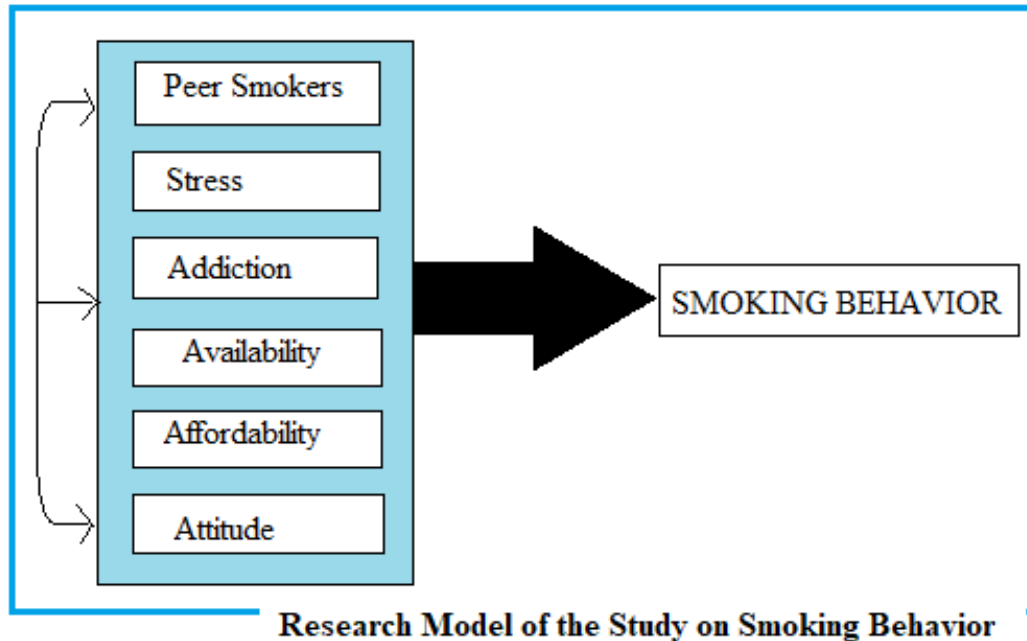 Peer Smokers
Stress
Addiction
Availability
Affordability
Attitude
SMOKING BEHAVIOR
Research Model of the Study on Smoking Behavior